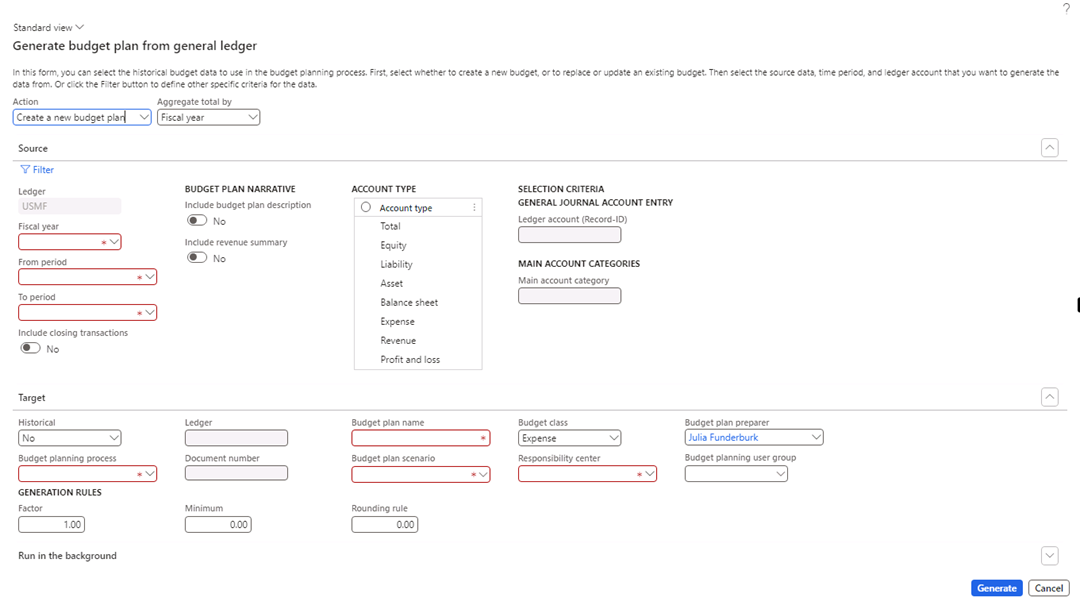 ?
Standard view
Generate budget plan from general ledger
In this form, you can select the historical budget data to use in the budget planning process. First, select whether to create a new budget, or to replace or update an existing budget. Then select the source data, time period, and ledger account that you want to generate the
data from. Or click the Filter button to define other specific criteria for the data.
Action Aggregate total by
Create a new budget plan Fiscal year
Source
Filter
Ledger
USMF
Fiscal year
*
From period
*
To period
*
Include closing transactions
No
BUDGET PLAN NARRATIVE
Include budget plan description
No
Include revenue summary
No
ACCOUNT TYPE
Account type
Total
Equity
Liability
Asset
Balance sheet
Expense
Revenue
Profit and loss
SELECTION CRITERIA
GENERAL JOURNAL ACCOUNT ENTRY
Ledger account (Record-ID)
MAIN ACCOUNT CATEGORIES
Main account category
Target
Historical Ledger Budget plan name Budget class Budget plan preparer
No * Expense Julia Funderburk
Budget planning process Document number Budget plan scenario Responsibility center Budget planning user group
* * *
GENERATION RULES
Factor Minimum Rounding rule
1.00 0.00 0.00
Run in the background
Generate Cancel